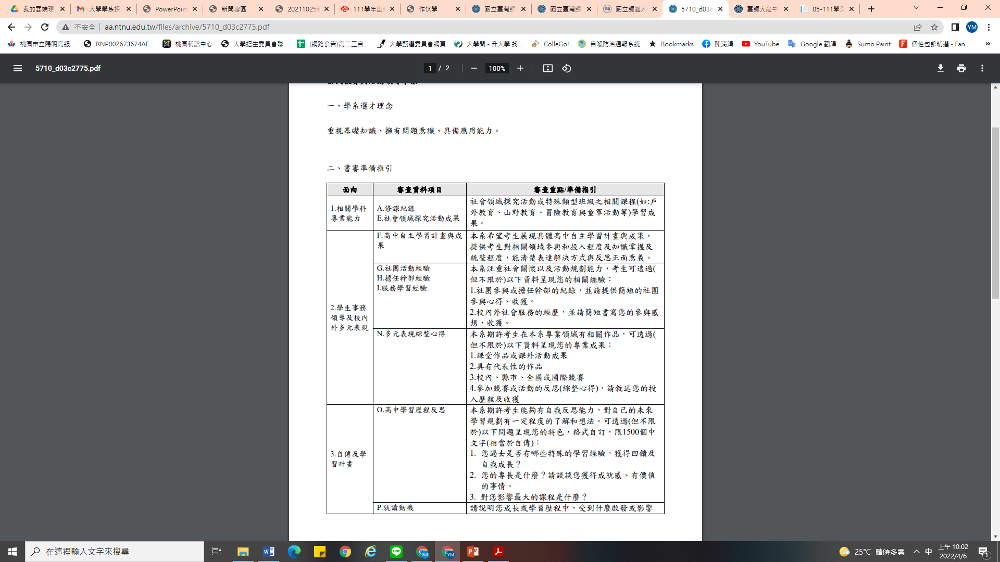 我的雲端硬
大學學系探
PowerPoint
新聞專區
20211025
111學年度
作伙學
國立臺灣師
國立臺灣師
國立師範大
5710_d03c
臺師大高中
05-111學
不安全
aa.ntnu.edu.tw/files/archive/5710_d03c2775.pdf
YM
桃園市立陽明高級...
RNP002673674AF...
桃園輔諮中心
大學招生委員會聯...
(網路公告)高二三自...
大學甄選委員會網頁
大學問 - 升大學 找...
ColleGo!
自殺防治通報系統
Bookmarks
YouTube
Google 翻譯
Sumo Paint
個性包館精選 - Fan...
»
5710_d03c2775.pdf
1 / 2
100%
一、學系選才理念
重視基礎知識、擁有問題意識、具備應用能力。
二、書審準備指引
面向
審查資料項目
審查重點/準備指引
1.相關學科
專業能力
A.修課紀錄
E.社會領域探究活動成果
社會領域探究活動或特殊類型班級之相關課程(如:戶
外教育、山野教育、冒險教育與童軍活動等)學習成
果。
2.學生事務
領導及校內
外多元表現
F.高中自主學習計畫與成
果
本系希望考生展現具體高中自主學習計畫與成果，
提供考生對相關領域參與和投入程度及知識掌握及
統整程度，能清楚表達解決方式與反思正面意義。
G.社團活動經驗
H.擔任幹部經驗
I.服務學習經驗
本系注重社會關懷以及活動規劃能力，考生可透過(
但不限於)以下資料呈現您的相關經驗：
1.社團參與或擔任幹部的紀錄，並請提供簡短的社團
參與心得、收獲。
2.校內外社會服務的經歷，並請簡短書寫您的參與感
想、收獲。
N.多元表現綜整心得
本系期許考生在本系專業領域有相關作品，可透過(
但不限於)以下資料呈現您的專業成果：
1.課堂作品或課外活動成果
2.具有代表性的作品
3.校內、縣市、全國或國際競賽
4.參加競賽或活動的反思(綜整心得)，請敘述您的投
入歷程及收獲
3.自傳及學
習計畫
O.高中學習歷程反思
本系期許考生能夠有自我反思能力，對自己的未來
學習規劃有一定程度的了解和想法。可透過(但不限
於)以下問題呈現您的特色，格式自訂，限1500個中
文字(相當於自傳)：
1. 您過去是否有哪些特殊的學習經驗，獲得回饋及
自我成長？
2. 您的專長是什麼？請談談您獲得成就感、有價值
的事情。
3. 對您影響最大的課程是什麼？
P.就讀動機
請說明您成長或學習歷程中，受到什麼啟發或影響
在這裡輸入文字來搜尋
25°C 晴時多雲
中
上午 10:02
2022/4/6
1